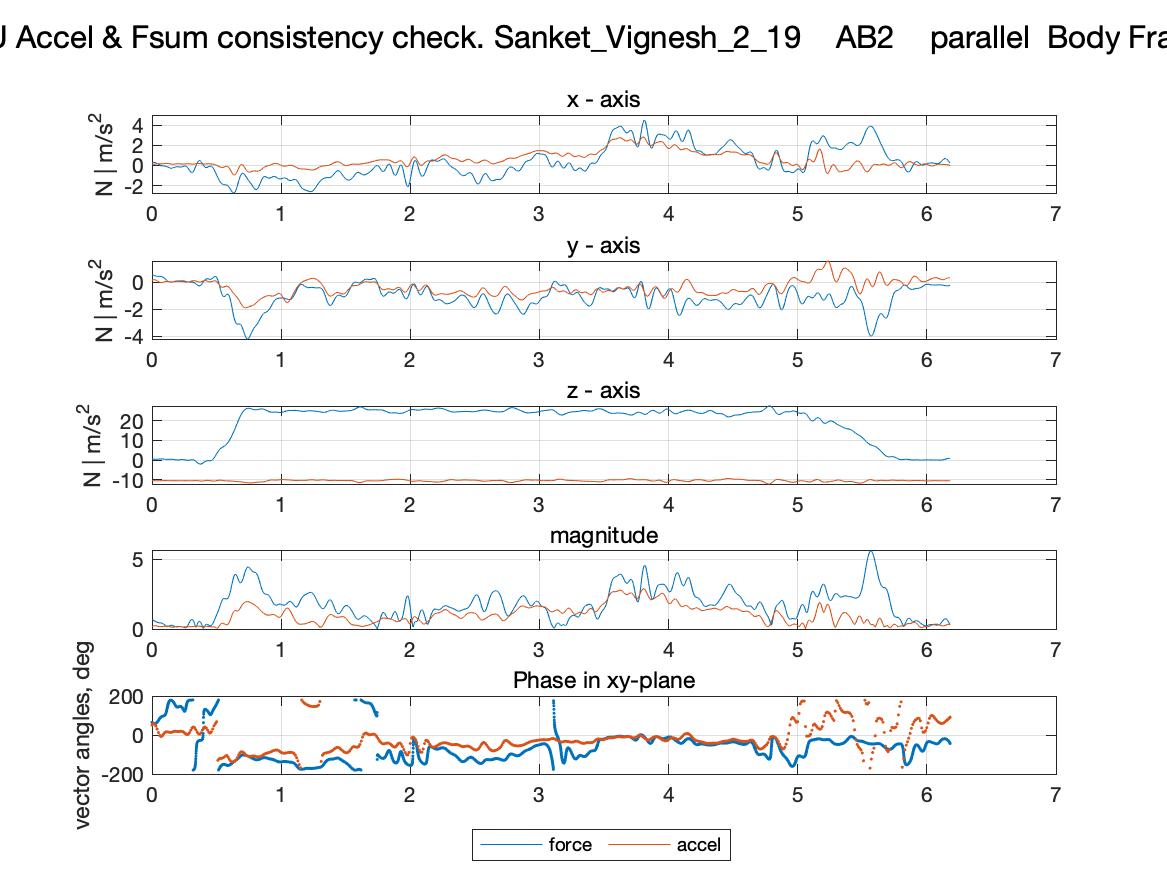 J Accel & Fsum consistency check. Sanket_Vignesh_2_19 AB2 parallel Body Fra
x - axis
N | m/s²
4
2
0
-2
0 1 2 3 4 5 6 7
y - axis
N | m/s²
0
-2
-4
0 1 2 3 4 5 6 7
z - axis
N | m/s²
20
10
0
-10
0 1 2 3 4 5 6 7
magnitude
5
0
0 1 2 3 4 5 6 7
Phase in xy-plane
vector angles, deg
200
0
-200
0 1 2 3 4 5 6 7
force accel